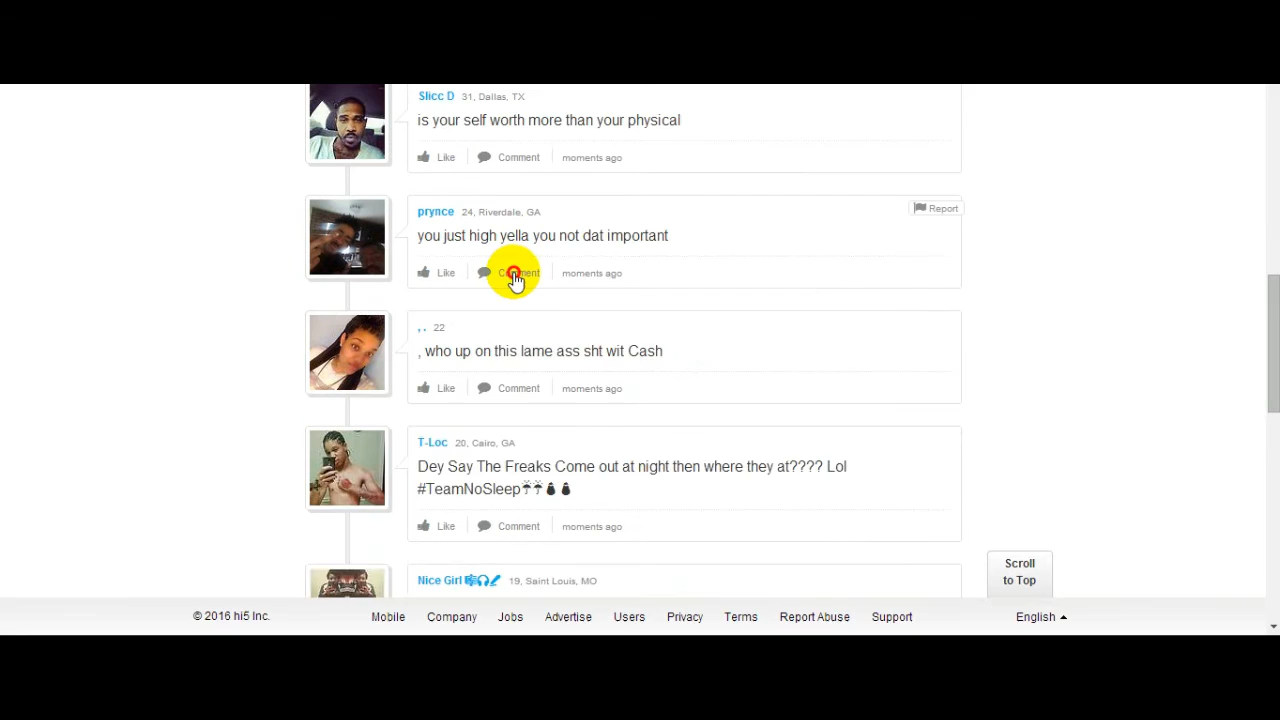 Slicc D 31, Dallas, TX
is your self worth more than your physical
Like Comment moments ago
prynce 24, Riverdale, GA
Report
you just high yella you not dat important
Like Comment moments ago
, . 22
, who up on this lame ass sht wit Cash
Like Comment moments ago
T-Loc 20, Cairo, GA
Dey Say The Freaks Come out at night then where they at???? Lol
#TeamNoSleep
Like Comment moments ago
Nice Girl 19, Saint Louis, MO
Scroll
to Top
© 2016 hi5 Inc. Mobile Company Jobs Advertise Users Privacy Terms Report Abuse Support English